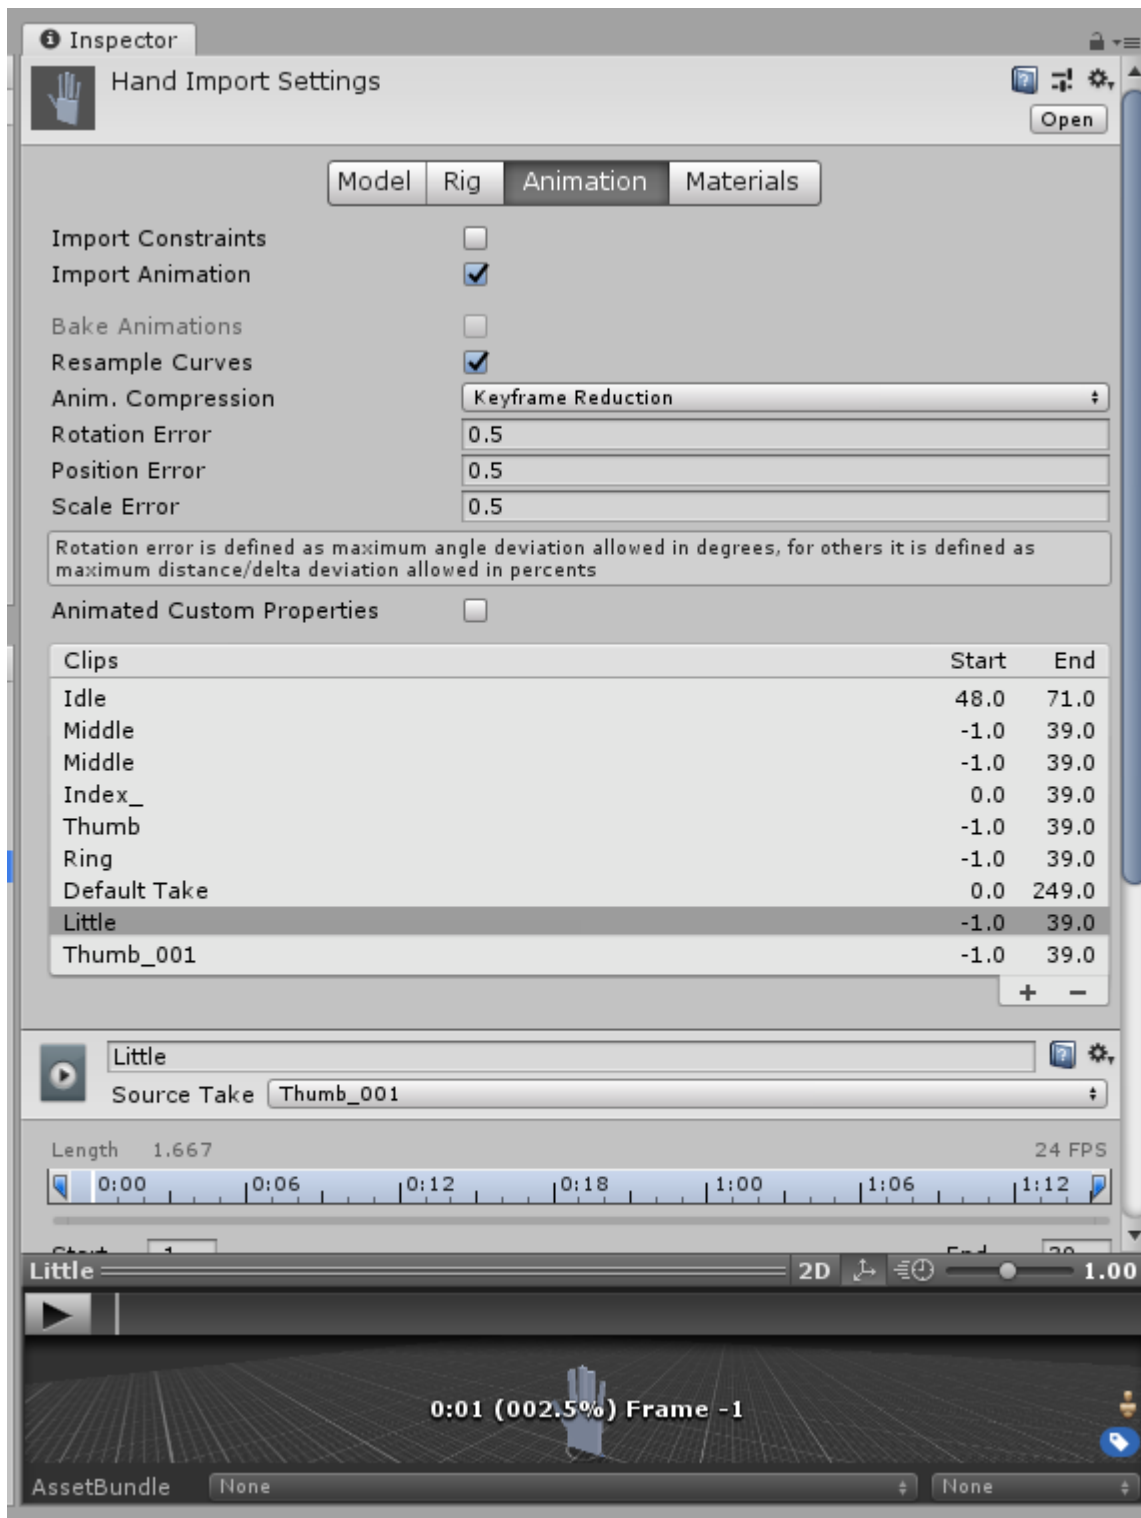 Inspector
Hand Import Settings
Open
Model Rig Animation Materials
Import Constraints
Import Animation
Bake Animations
Resample Curves
Anim. Compression Keyframe Reduction
Rotation Error 0.5
Position Error 0.5
Scale Error 0.5
Rotation error is defined as maximum angle deviation allowed in degrees, for others it is defined as
maximum distance/delta deviation allowed in percents
Animated Custom Properties
Clips Start End
Idle 48.0 71.0
Middle -1.0 39.0
Middle -1.0 39.0
Index_ 0.0 39.0
Thumb -1.0 39.0
Ring -1.0 39.0
Default Take 0.0 249.0
Little -1.0 39.0
Thumb_001 -1.0 39.0
+ −
Little
Source Take Thumb_001
Length 1.667 24 FPS
0:00 0:06 0:12 0:18 1:00 1:06 1:12
Start -1 End 39
Little 2D 1.00
0:01 (002.5%) Frame -1
AssetBundle None None